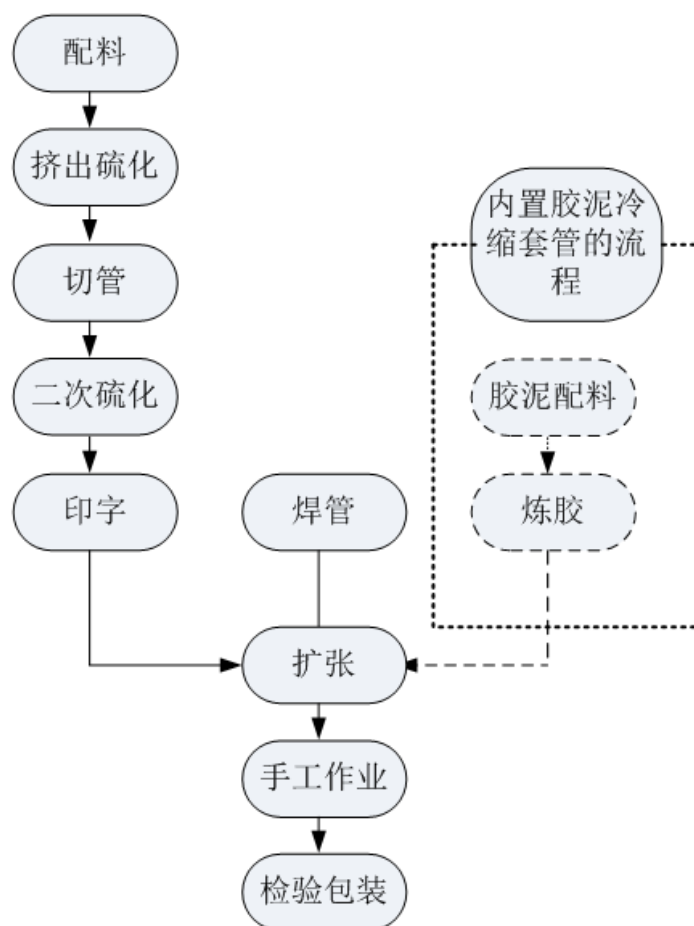 配料
挤出硫化
切管
二次硫化
印字
焊管
内置胶泥冷
缩套管的流
程
胶泥配料
炼胶
扩张
手工作业
检验包装